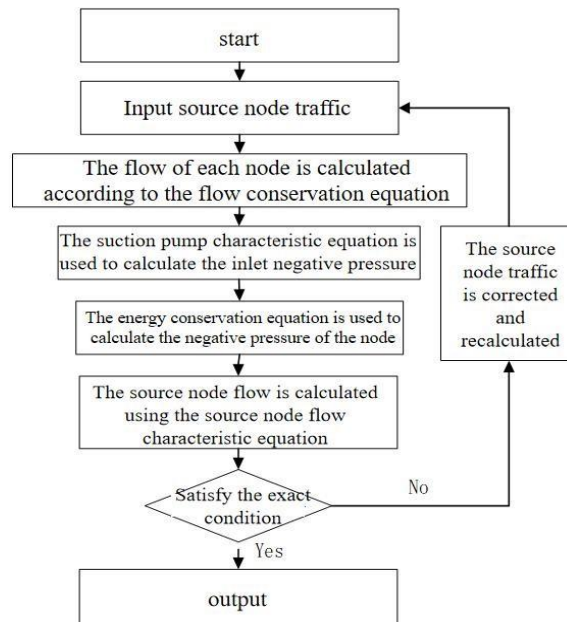 start
Input source node traffic
The flow of each node is calculated
according to the flow conservation equation
The suction pump characteristic equation is
used to calculate the inlet negative pressure
The energy conservation equation is used to
calculate the negative pressure of the node
The source node flow is calculated
using the source node flow
characteristic equation
Satisfy the exact
condition
No
Yes
output
The source
node traffic
is corrected
and
recalculated